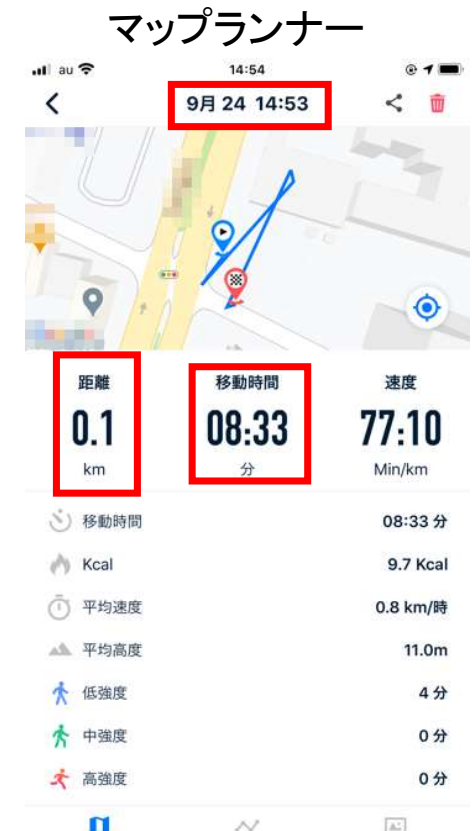 マップランナー
au 14:54
9月 24 14:53
距離 移動時間 速度
0.1 08:33 77:10
km 分 Min/km
移動時間 08:33 分
Kcal 9.7 Kcal
平均速度 0.8 km/時
平均高度 11.0m
低強度 4 分
中強度 0 分
高強度 0 分